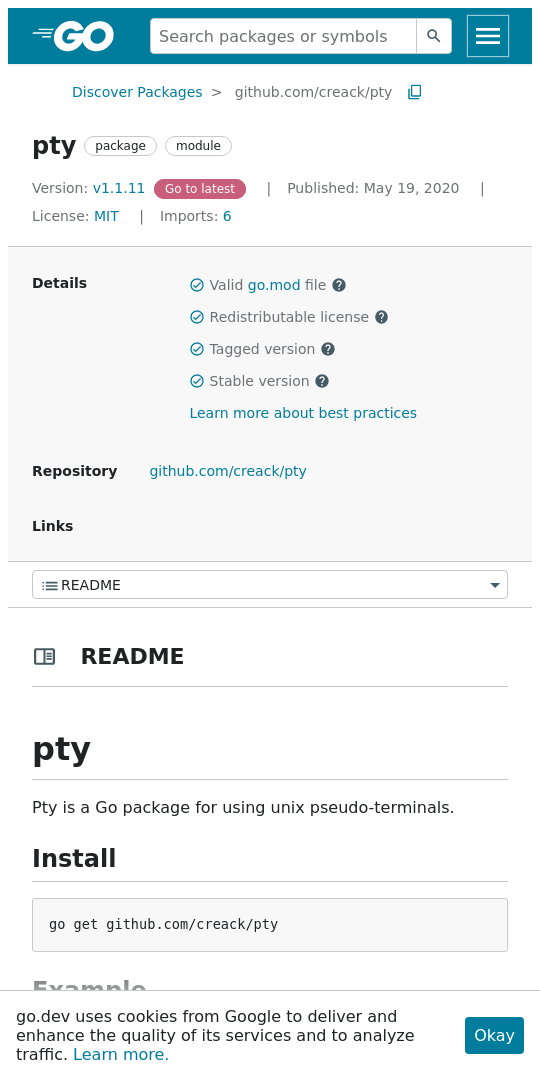 GO
Search packages or symbols
Discover Packages > github.com/creack/pty
pty package module
Version: v1.1.11 Go to latest | Published: May 19, 2020 |
License: MIT | Imports: 6
Details
Valid go.mod file
Redistributable license
Tagged version
Stable version
Learn more about best practices
Repository github.com/creack/pty
Links
README
README
pty
Pty is a Go package for using unix pseudo-terminals.
Install
go get github.com/creack/pty
Example
go.dev uses cookies from Google to deliver and
enhance the quality of its services and to analyze
traffic. Learn more.
Okay